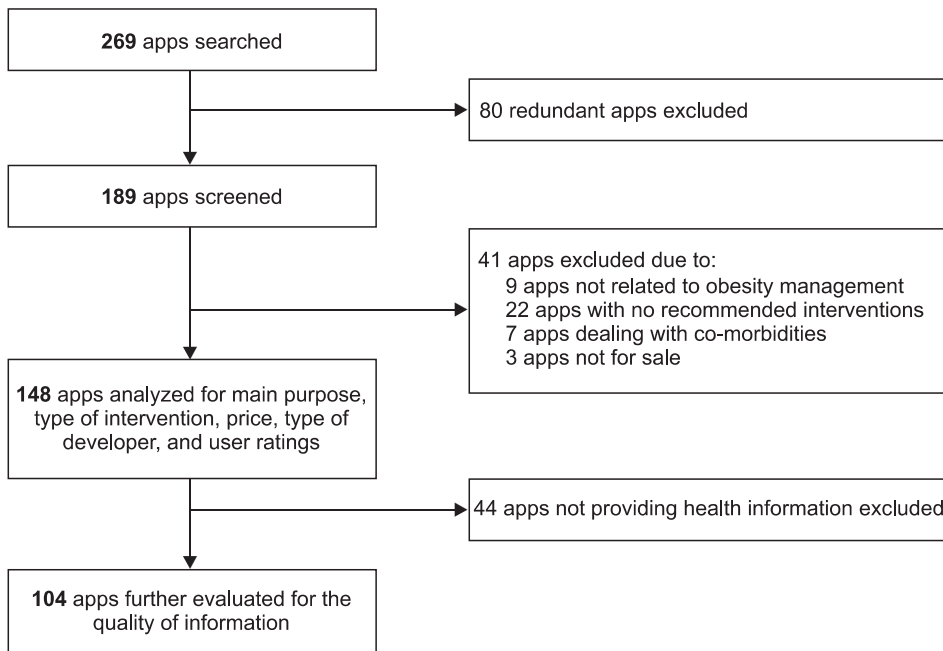 269 apps searched
80 redundant apps excluded
189 apps screened
41 apps excluded due to:
9 apps not related to obesity management
22 apps with no recommended interventions
7 apps dealing with co-morbidities
3 apps not for sale
148 apps analyzed for main purpose,
type of intervention, price, type of
developer, and user ratings
44 apps not providing health information excluded
104 apps further evaluated for the
quality of information